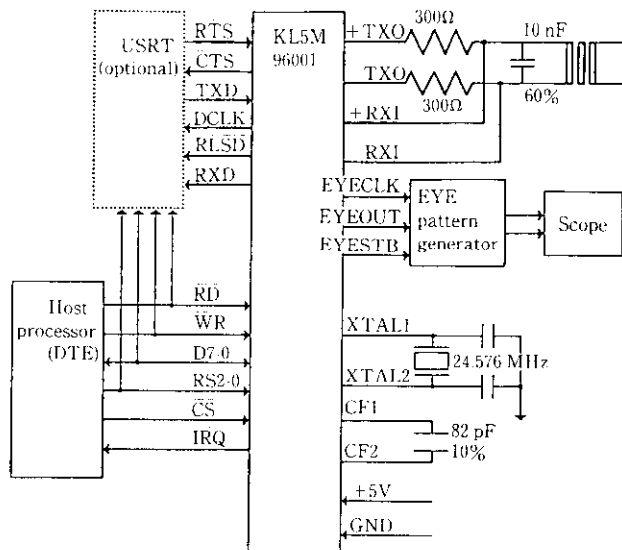 USRT
(optional)
RTS
CTS
TXD
DCLK
RLSD
RXD
KL5M
96001
+TXO
300Ω
TXO
300Ω
+RXI
RXI
10 nF
60%
EYECLK
EYEOUT
EYESTB
EYE
pattern
generator
Scope
Host
processor
(DTE)
RD
WR
D7-0
RS2-0
CS
IRQ
XTAL1
24.576 MHz
XTAL2
CF1
82 pF
CF2
10%
+5V
GND